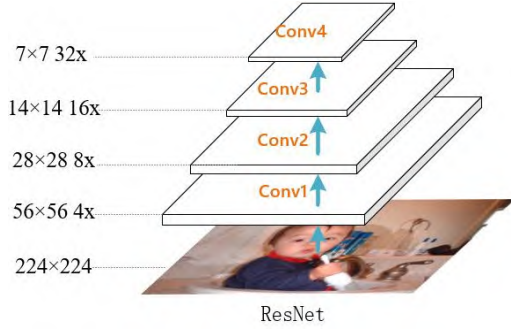 Conv4
7×7 32x
Conv3
14×14 16x
Conv2
28×28 8x
Conv1
56×56 4x
224×224
ResNet